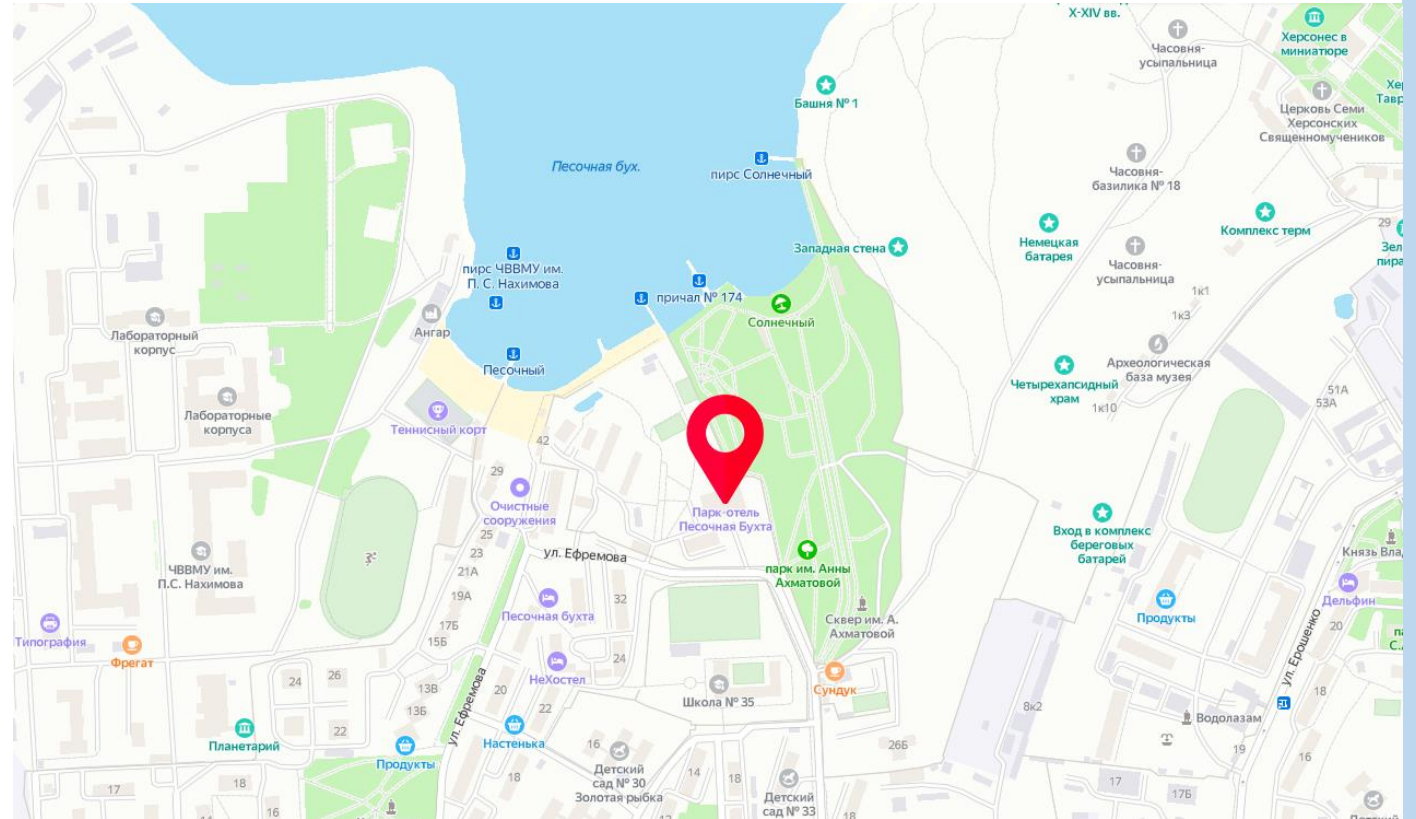 X-XIV вв.
Часовня-
усыпальница
Херсонес в
миниатюре
Башня № 1
Хер
Тавр
Церковь Семи
Херсонских
Священномучеников
Песочная бух.
пирс Солнечный
Часовня-
базилика № 18
Немецкая
батарея
Комплекс терм
29
Зел
пира
Западная стена
Часовня-
усыпальница
пирс ЧВВМУ им.
П. С. Нахимова
причал № 174
1к1
1к3
Солнечный
Ангар
Лабораторный
корпус
Песочный
Археологическая
база музея
Четырехапсидный
храм
1к10
51А
53А
Лабораторные
корпуса
Теннисный корт
42
29
Очистные
сооружения
25
Парк-отель
Песочная Бухта
Вход в комплекс
береговых
батарей
Князь Вла
ул. Ефремова
23
21А
19А
ЧВВМУ им.
П.С. Нахимова
парк им. Анны
Ахматовой
32
Песочная бухта
Продукты
Дельфин
Сквер им. А.
Ахматовой
17Б
15Б
Типография
Фрегат
20
ул. Ерошенко
па
С.А
24
НеХостел
Сундук
24
26
13В
13Б
20
22
Школа № 35
18
8к2
Водолазам
22
ул. Ефремова
Планетарий
Настенька
Продукты
16
Детский
сад № 30
Золотая рыбка
14
18
Детский
сад № 33
26Б
19
16
17
18
16
18
12
18
17
17Б